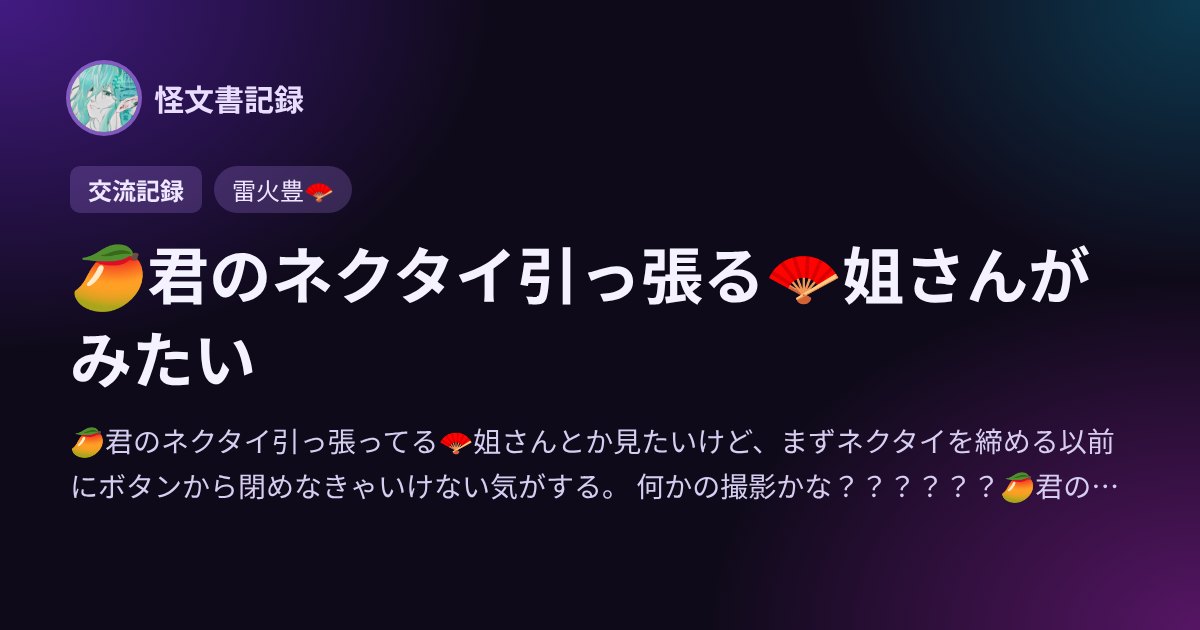 怪文書記録
交流記録
雷火豊🪭
🥭君のネクタイ引っ張る🪭姐さんが
みたい
🥭君のネクタイ引っ張ってる🪭姐さんとか見たいけど、まずネクタイを締める以前
にボタンから閉めなきゃいけない気がする。 何かの撮影かな？？？？？？🥭君の…